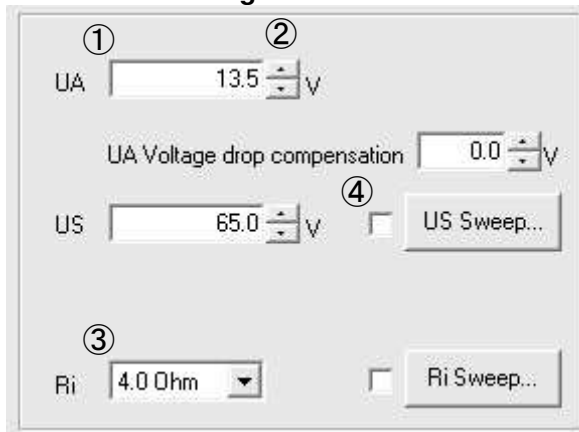 ① ②
UA 13.5 V
UA Voltage drop compensation 0.0 V
④
US 65.0 V US Sweep...
③
Ri 4.0 Ohm Ri Sweep...